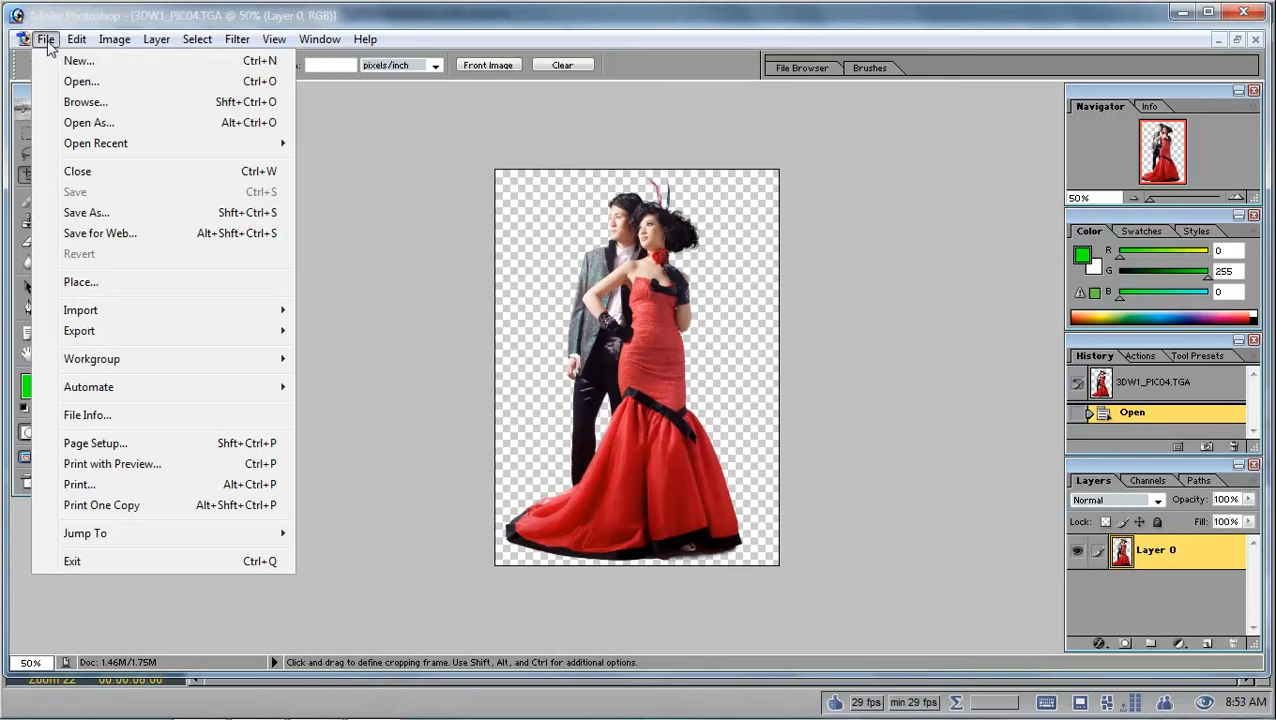 Adobe Photoshop - [3DW1_PIC04.TGA @ 50% (Layer 0, RGB)]
File Edit Image Layer Select Filter View Window Help
pixels/inch Front Image Clear File Browser Brushes
New... Ctrl+N
Open... Ctrl+O
Browse... Shft+Ctrl+O
Open As... Alt+Ctrl+O
Open Recent
Close Ctrl+W
Save Ctrl+S
Save As... Shft+Ctrl+S
Save for Web... Alt+Shft+Ctrl+S
Revert
Place...
Import
Export
Workgroup
Automate
File Info...
Page Setup... Shft+Ctrl+P
Print with Preview... Ctrl+P
Print... Alt+Ctrl+P
Print One Copy Alt+Shft+Ctrl+P
Jump To
Exit Ctrl+Q
Navigator Info
50%
Color Swatches Styles
R 0
G 255
B 0
History Actions Tool Presets
3DW1_PIC04.TGA
Open
Layers Channels Paths
Normal Opacity: 100%
Lock: Fill: 100%
Layer 0
50% Doc: 1.46M/1.75M Click and drag to define cropping frame. Use Shift, Alt, and Ctrl for additional options.
Zoom 22 00:00:06:00
29 fps min 29 fps 8:53 AM